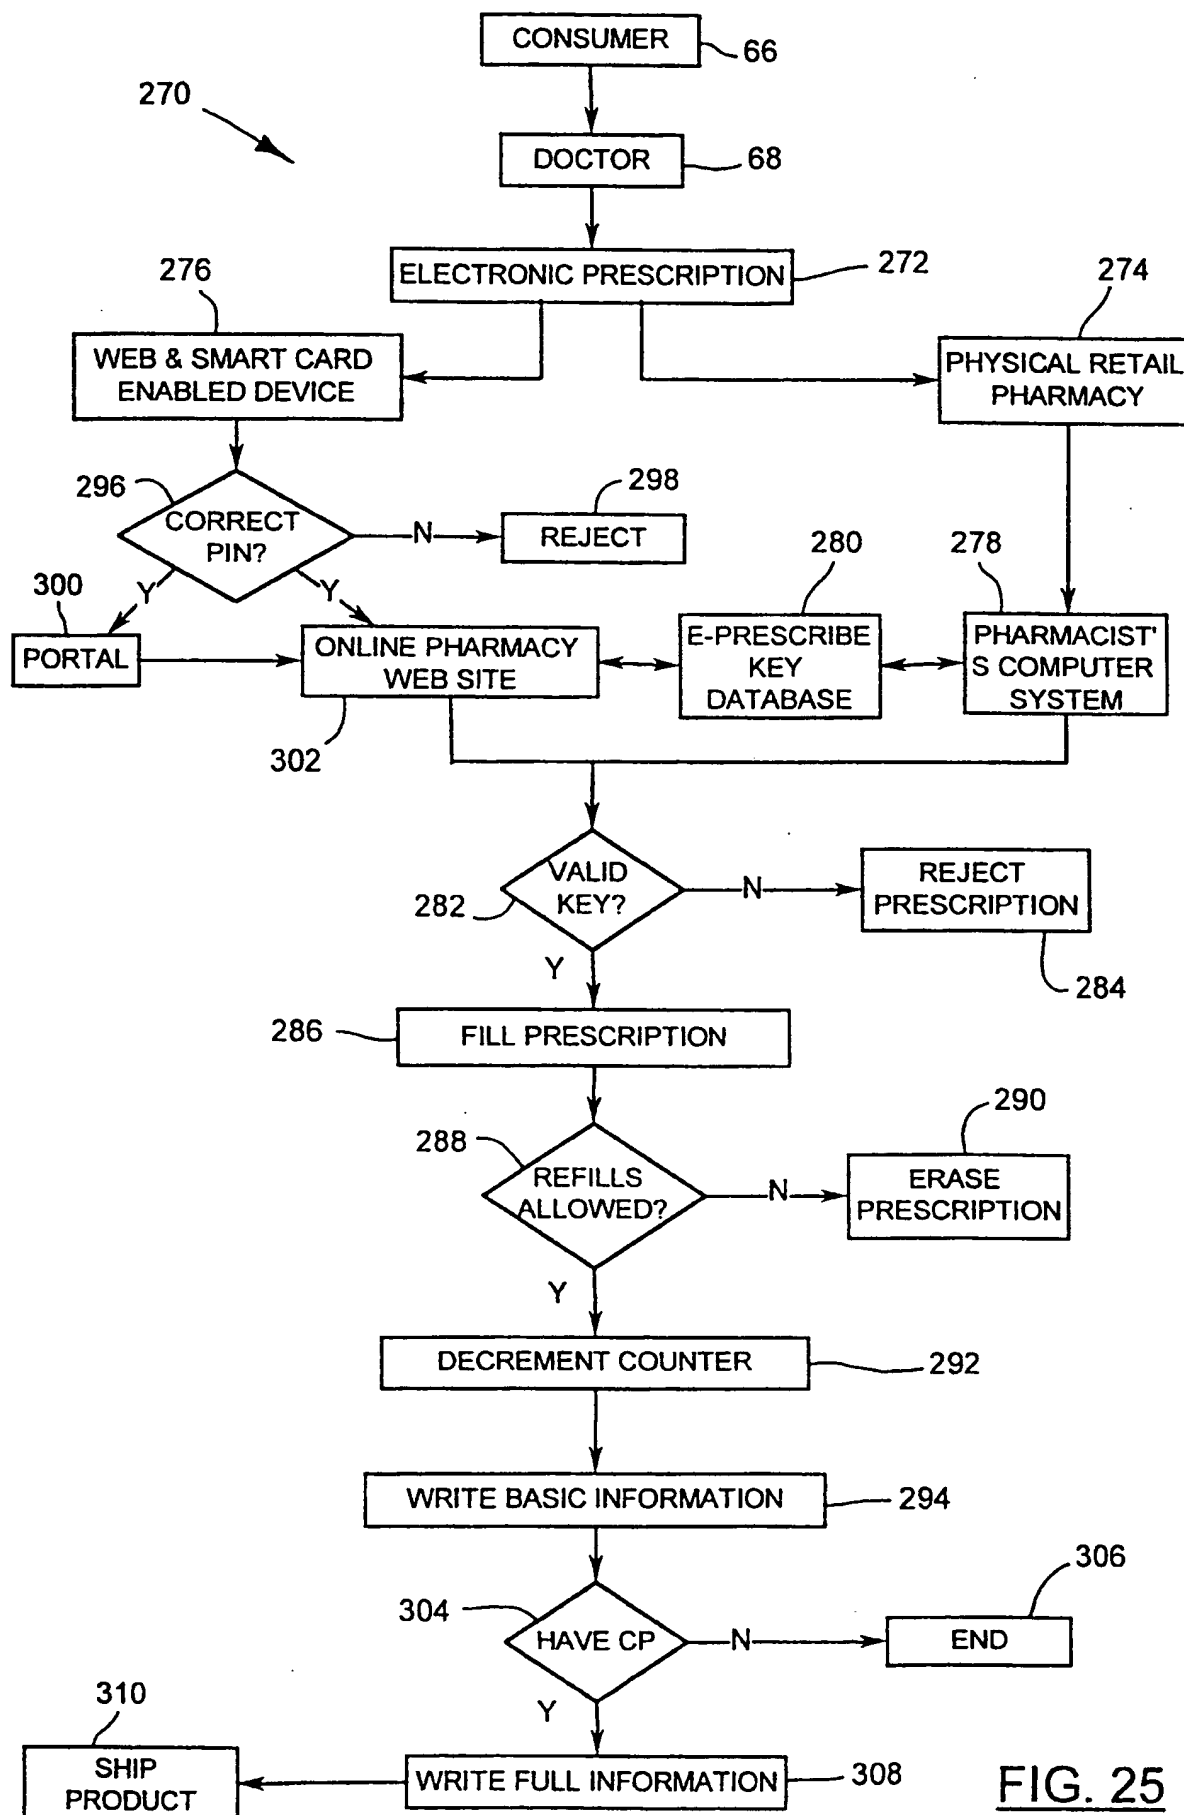 CONSUMER
66
270
DOCTOR
68
ELECTRONIC PRESCRIPTION
272
276
274
WEB & SMART CARD
ENABLED DEVICE
PHYSICAL RETAIL
PHARMACY
296
CORRECT
PIN?
N
298
REJECT
280
278
Y
Y
300
PORTAL
ONLINE PHARMACY
WEB SITE
302
E-PRESCRIBE
KEY
DATABASE
PHARMACIST'
S COMPUTER
SYSTEM
VALID
KEY?
282
N
REJECT
PRESCRIPTION
284
Y
286
FILL PRESCRIPTION
288
REFILLS
ALLOWED?
N
290
ERASE
PRESCRIPTION
Y
DECREMENT COUNTER
292
WRITE BASIC INFORMATION
294
304
HAVE CP
N
306
END
Y
310
SHIP
PRODUCT
WRITE FULL INFORMATION
308
FIG. 25